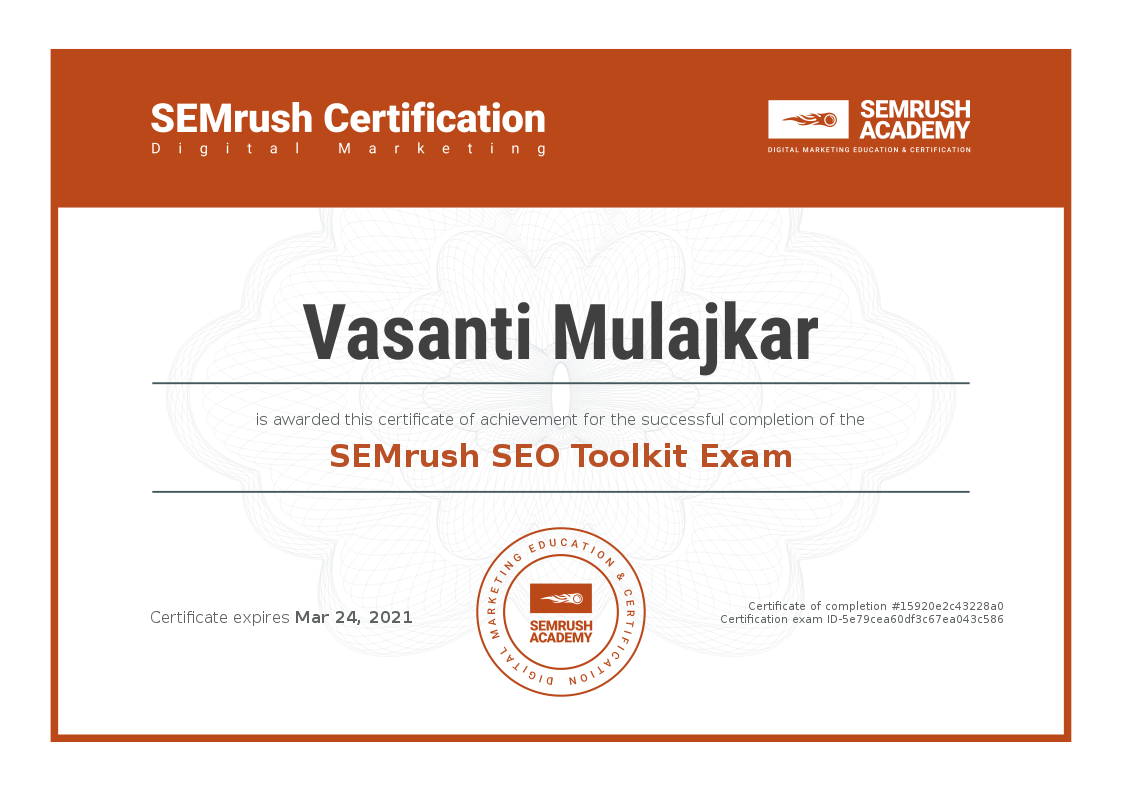 SEMrush Certification
Digital Marketing
SEMRUSH
ACADEMY
DIGITAL MARKETING EDUCATION & CERTIFICATION
Vasanti Mulajkar
is awarded this certificate of achievement for the successful completion of the
SEMrush SEO Toolkit Exam
Certificate expires Mar 24, 2021
DIGITAL MARKETING EDUCATION & CERTIFICATION
SEMRUSH
ACADEMY
Certificate of completion #15920e2c43228a0
Certification exam ID-5e79cea60df3c67ea043c586